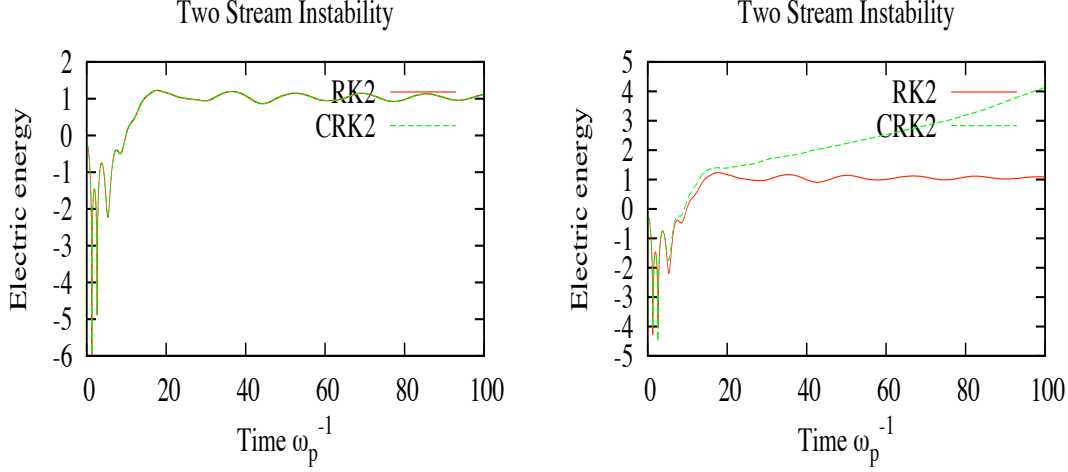 Two Stream Instability
Electric energy
2
1
0
-1
-2
-3
-4
-5
-6
RK2
CRK2
0 20 40 60 80 100
Time ωp-1
Two Stream Instability
Electric energy
5
4
3
2
1
0
-1
-2
-3
-4
-5
RK2
CRK2
0 20 40 60 80 100
Time ωp-1